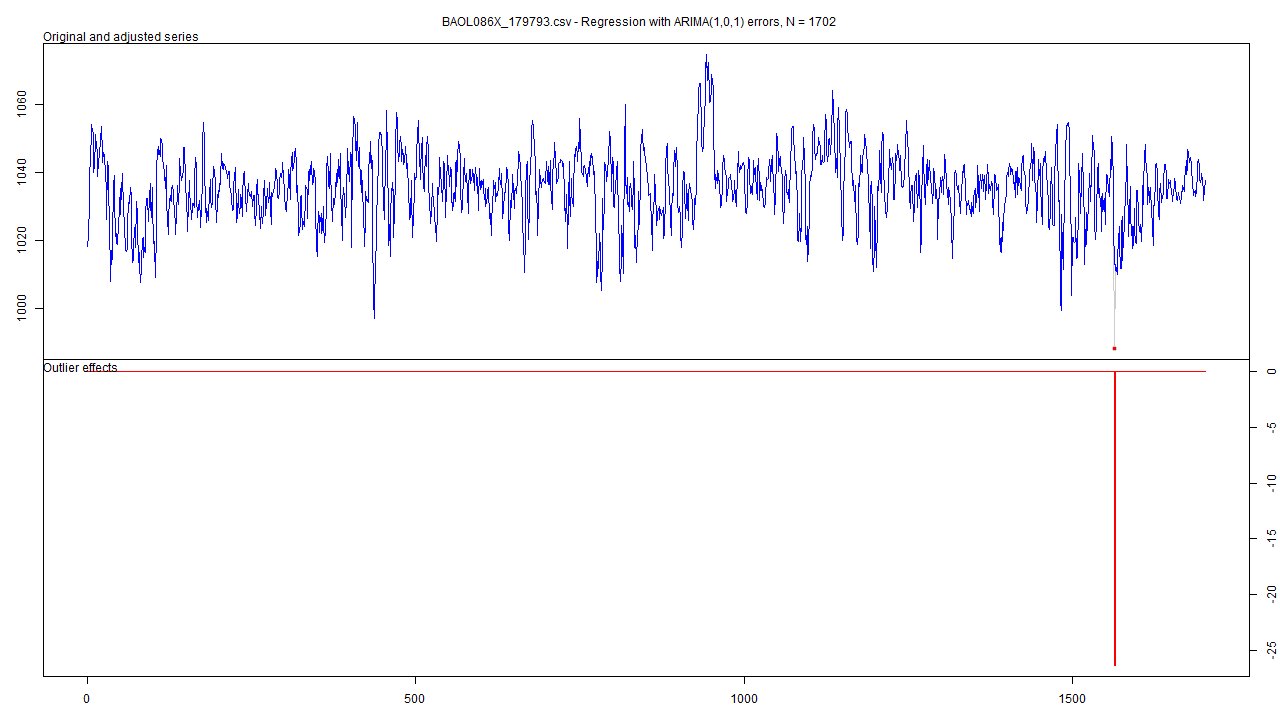 BAOL086X_179793.csv - Regression with ARIMA(1,0,1) errors, N = 1702
Original and adjusted series
1060
1040
1020
1000
Outlier effects
0
-5
-10
-15
-20
-25
0 500 1000 1500